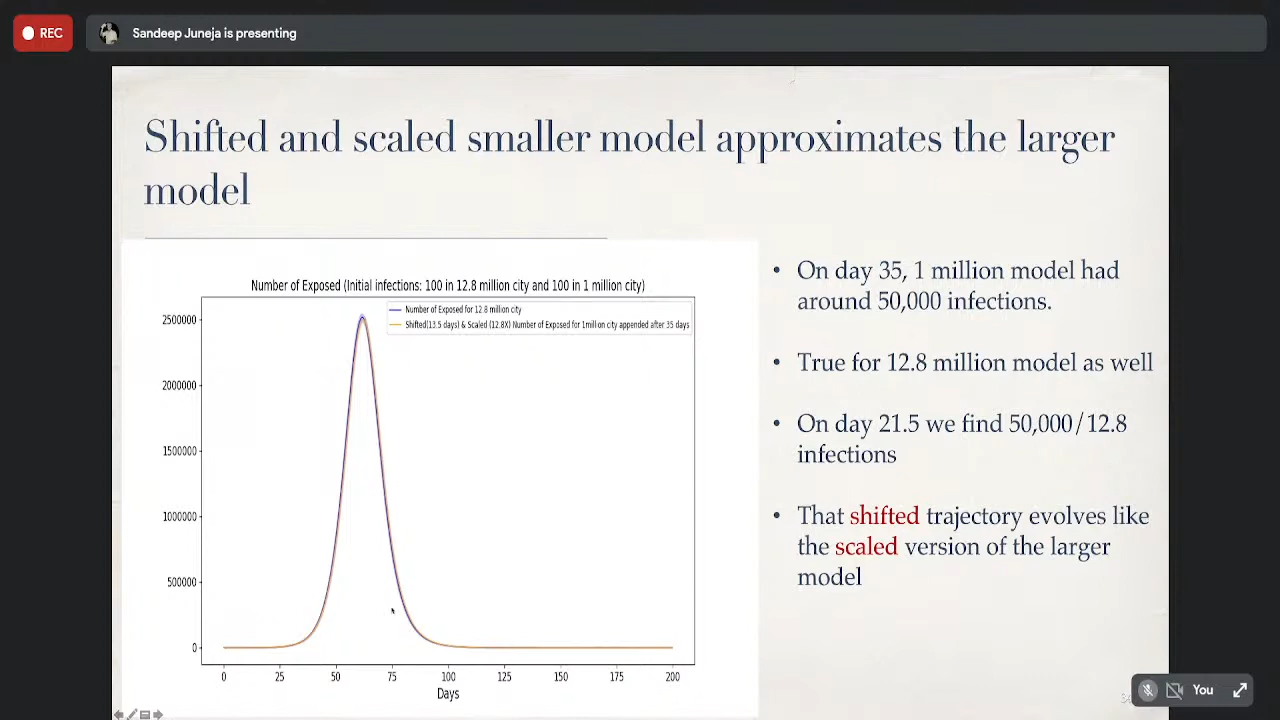 REC
Sandeep Juneja is presenting
Shifted and scaled smaller model approximates the larger
model
Number of Exposed (Initial infections: 100 in 12.8 million city and 100 in 1 million city)
Number of Exposed for 12.8 million city
Shifted(13.5 days) & Scaled (12.8X) Number of Exposed for 1million city appended after 35 days
2500000
2000000
1500000
1000000
500000
0
0 25 50 75 100 125 150 175 200
Days
• On day 35, 1 million model had
around 50,000 infections.
• True for 12.8 million model as well
• On day 21.5 we find 50,000/12.8
infections
• That shifted trajectory evolves like
the scaled version of the larger
model
You